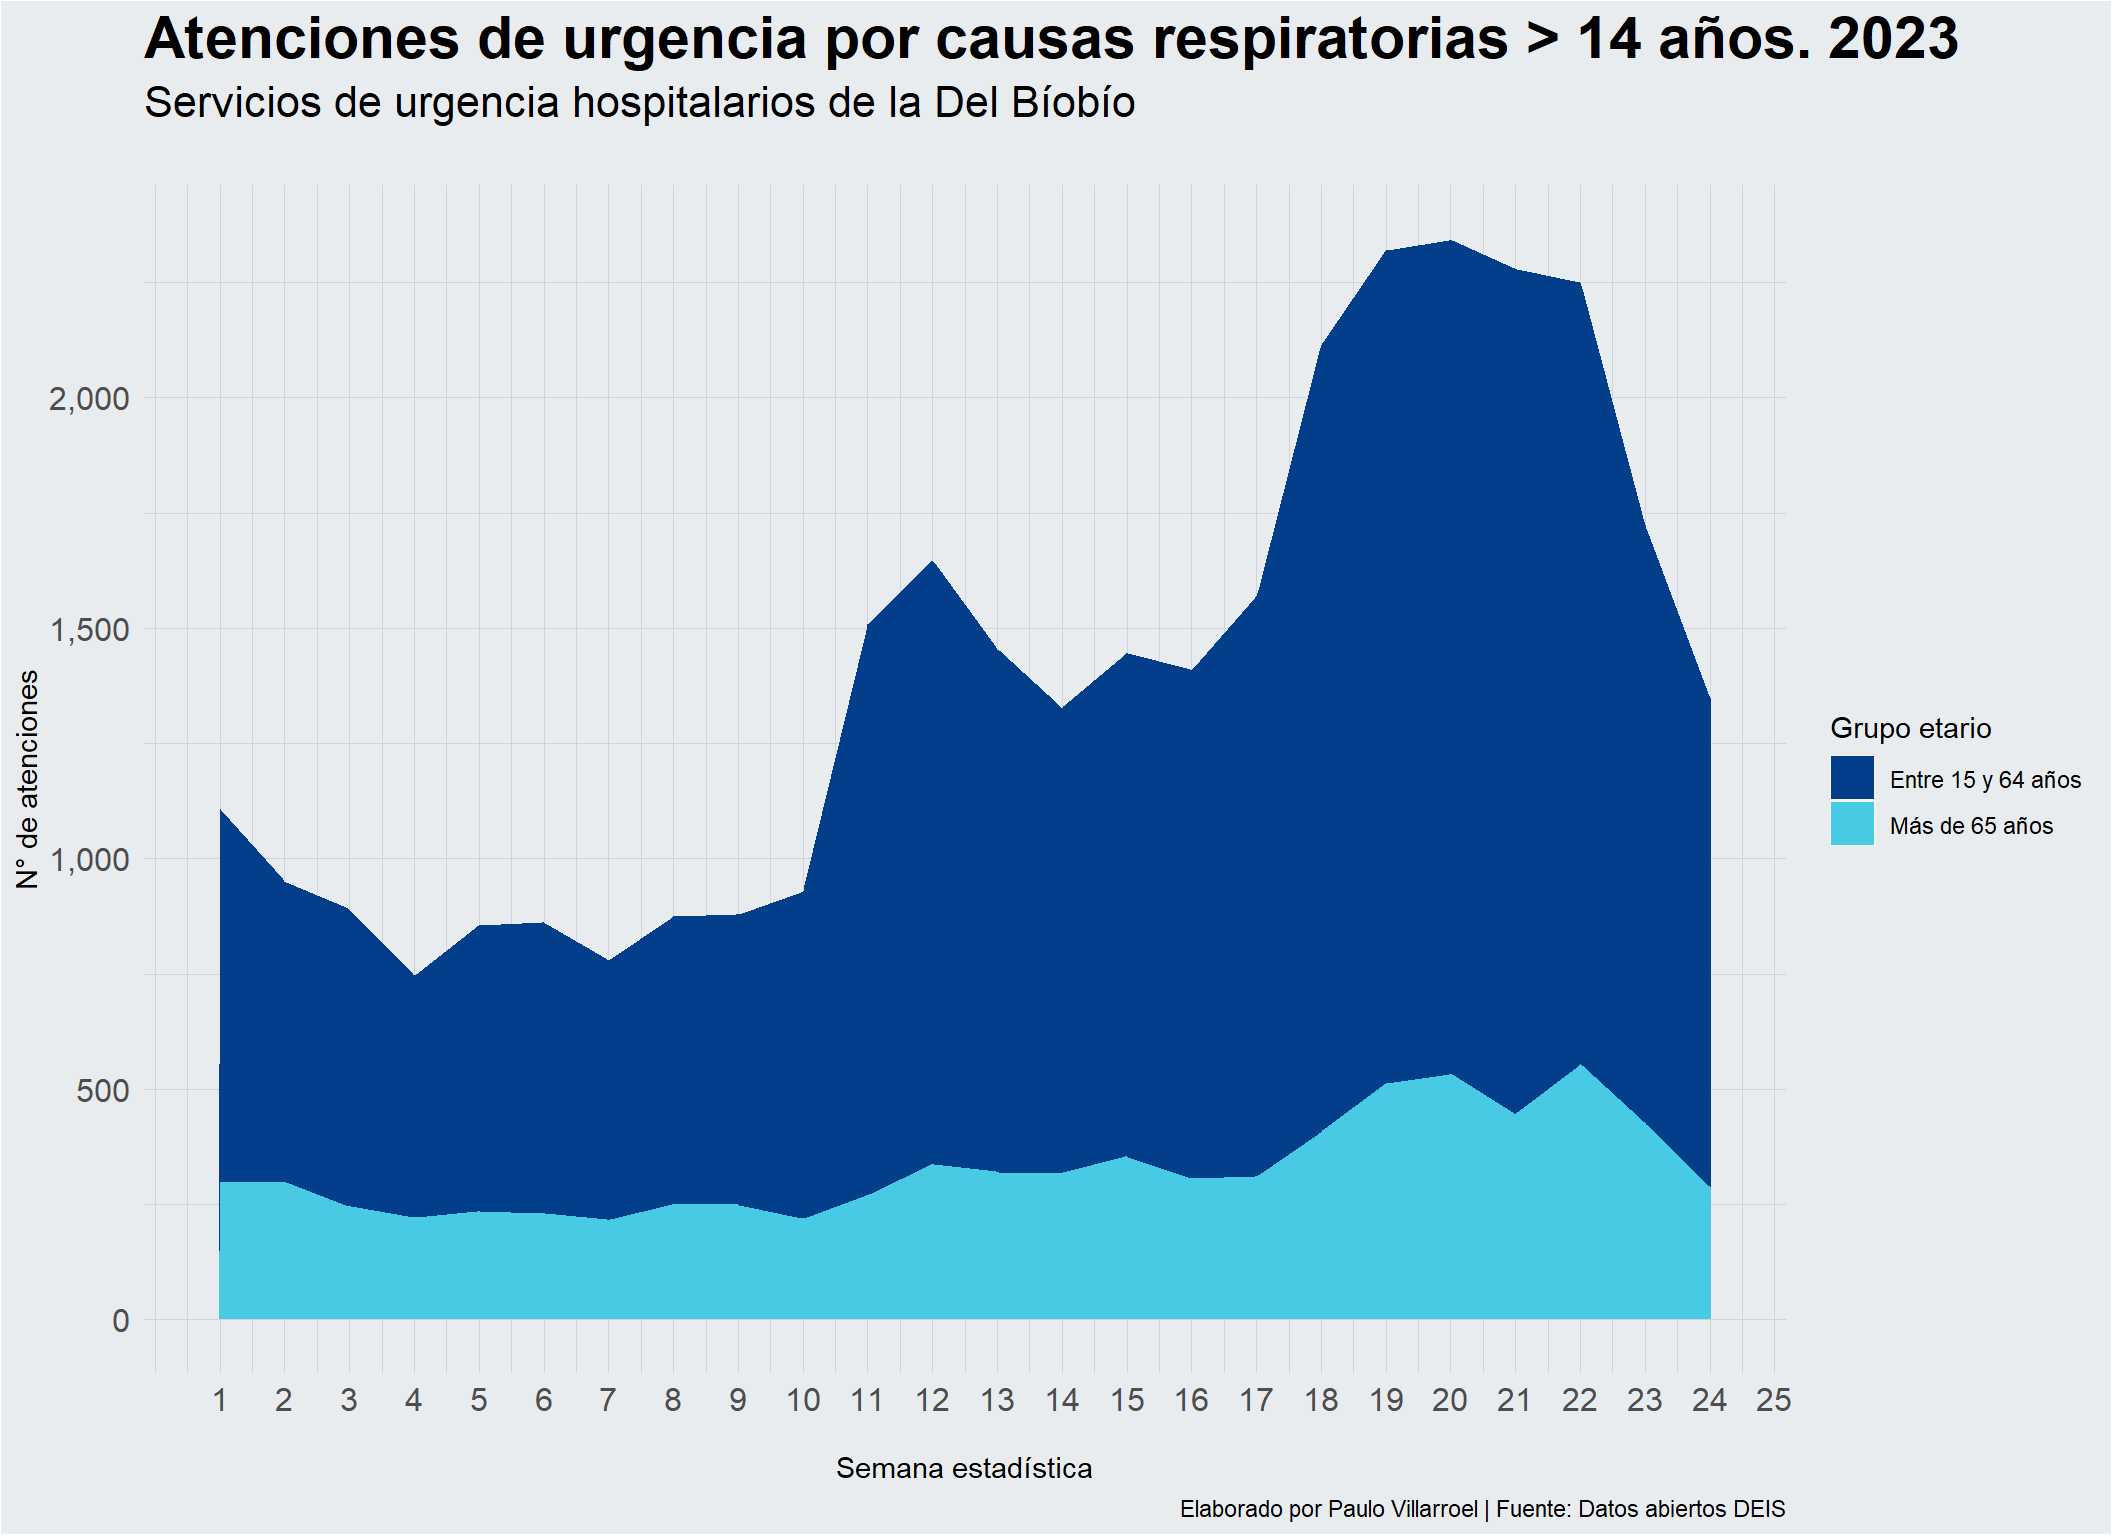 Atenciones de urgencia por causas respiratorias > 14 años. 2023
Servicios de urgencia hospitalarios de la Del Bíobío
N° de atenciones
2,000
1,500
1,000
500
0
1 2 3 4 5 6 7 8 9 10 11 12 13 14 15 16 17 18 19 20 21 22 23 24 25
Semana estadística
Grupo etario
Entre 15 y 64 años
Más de 65 años
Elaborado por Paulo Villarroel | Fuente: Datos abiertos DEIS